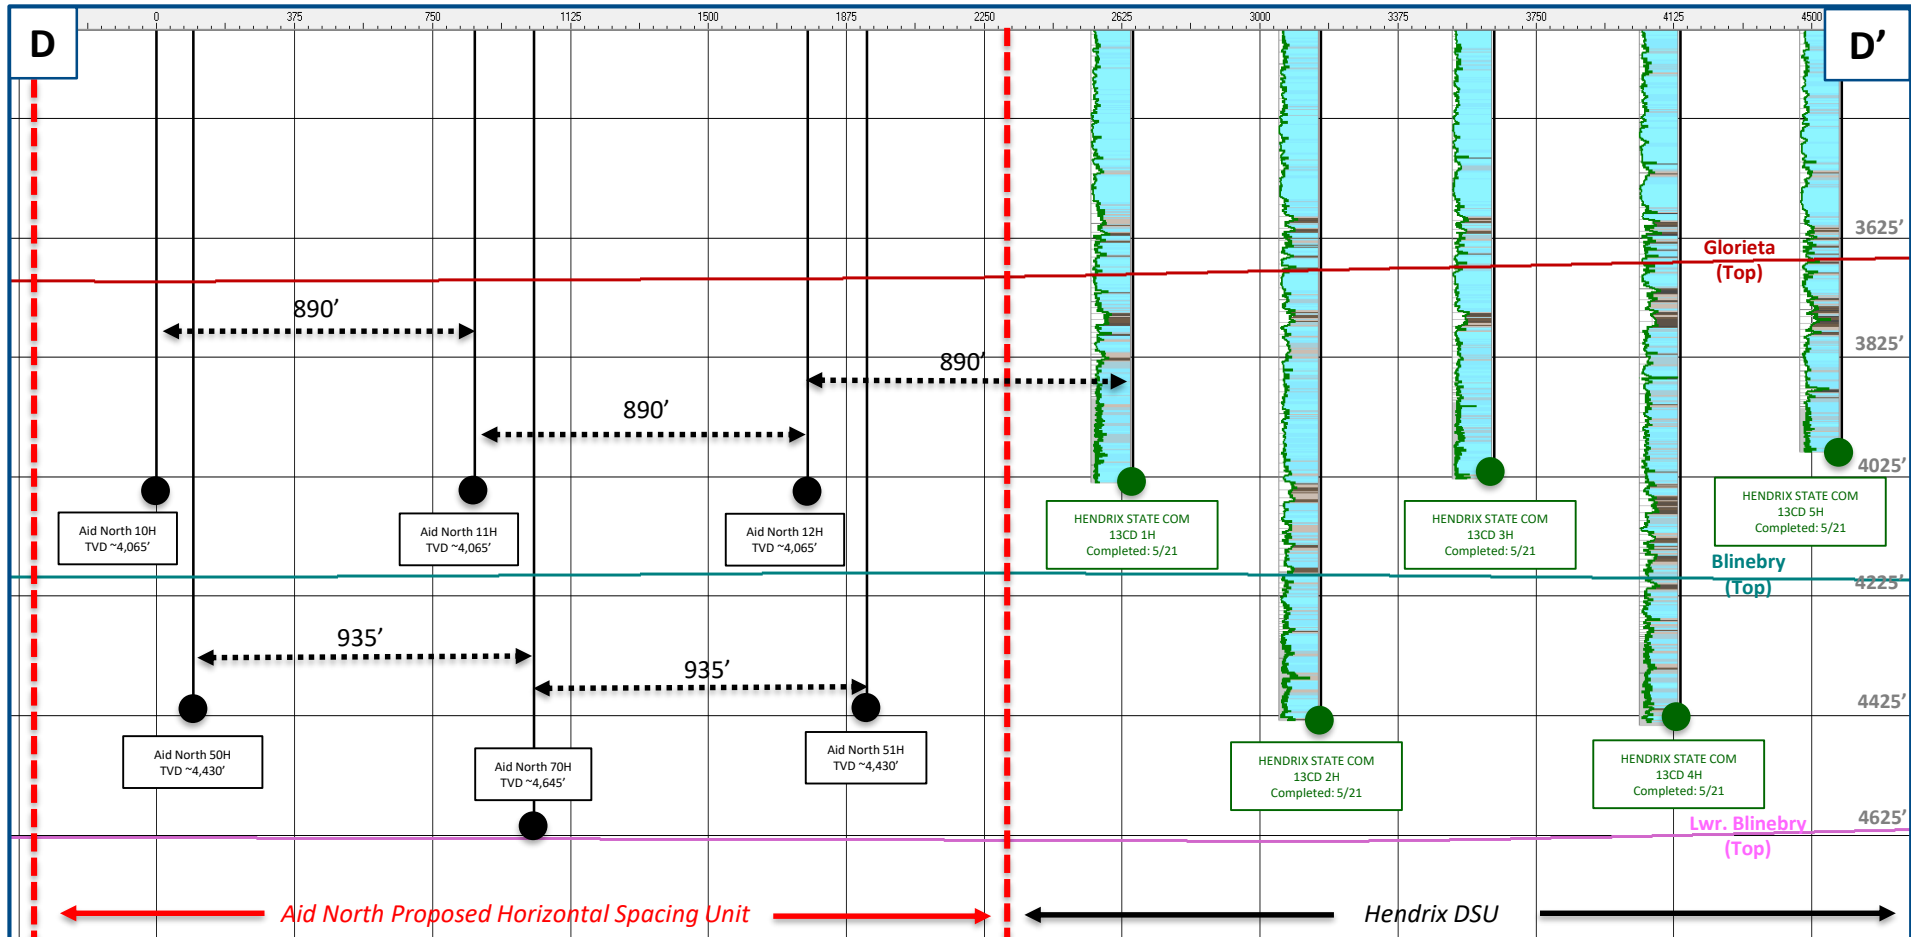 D
0 375 750 1125 1500 1875 2250 2625 3000 3375 3750 4125 4500
D’
3625’
Glorieta
(Top)
890’
3825’
890’
890’
4025’
Aid North 10H
TVD ~4,065’
Aid North 11H
TVD ~4,065’
Aid North 12H
TVD ~4,065’
HENDRIX STATE COM
13CD 1H
Completed: 5/21
HENDRIX STATE COM
13CD 3H
Completed: 5/21
HENDRIX STATE COM
13CD 5H
Completed: 5/21
Blinebry
(Top)
4225’
935’
935’
4425’
Aid North 50H
TVD ~4,430’
Aid North 70H
TVD ~4,645’
Aid North 51H
TVD ~4,430’
HENDRIX STATE COM
13CD 2H
Completed: 5/21
HENDRIX STATE COM
13CD 4H
Completed: 5/21
4625’
Lwr. Blinebry
(Top)
Aid North Proposed Horizontal Spacing Unit
Hendrix DSU